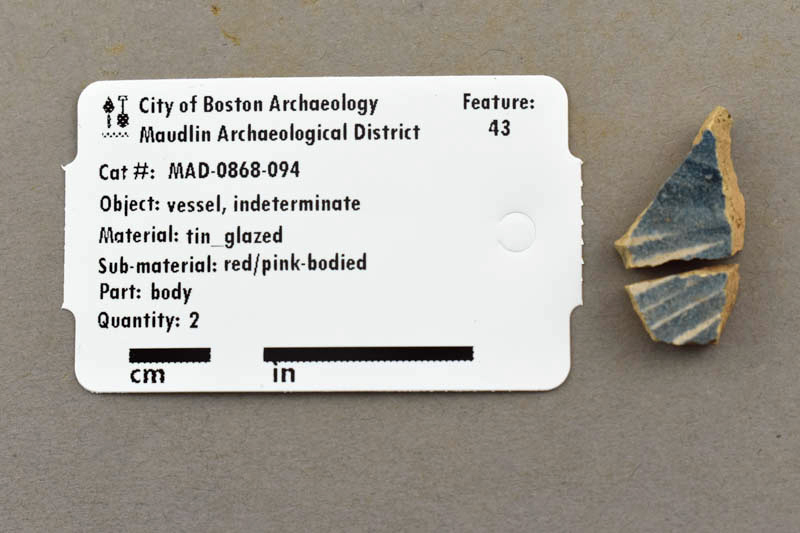 City of Boston Archaeology
Maudlin Archaeological District
Feature:
43
Cat #: MAD-0868-094
Object: vessel, indeterminate
Material: tin_glazed
Sub-material: red/pink-bodied
Part: body
Quantity: 2
cm in